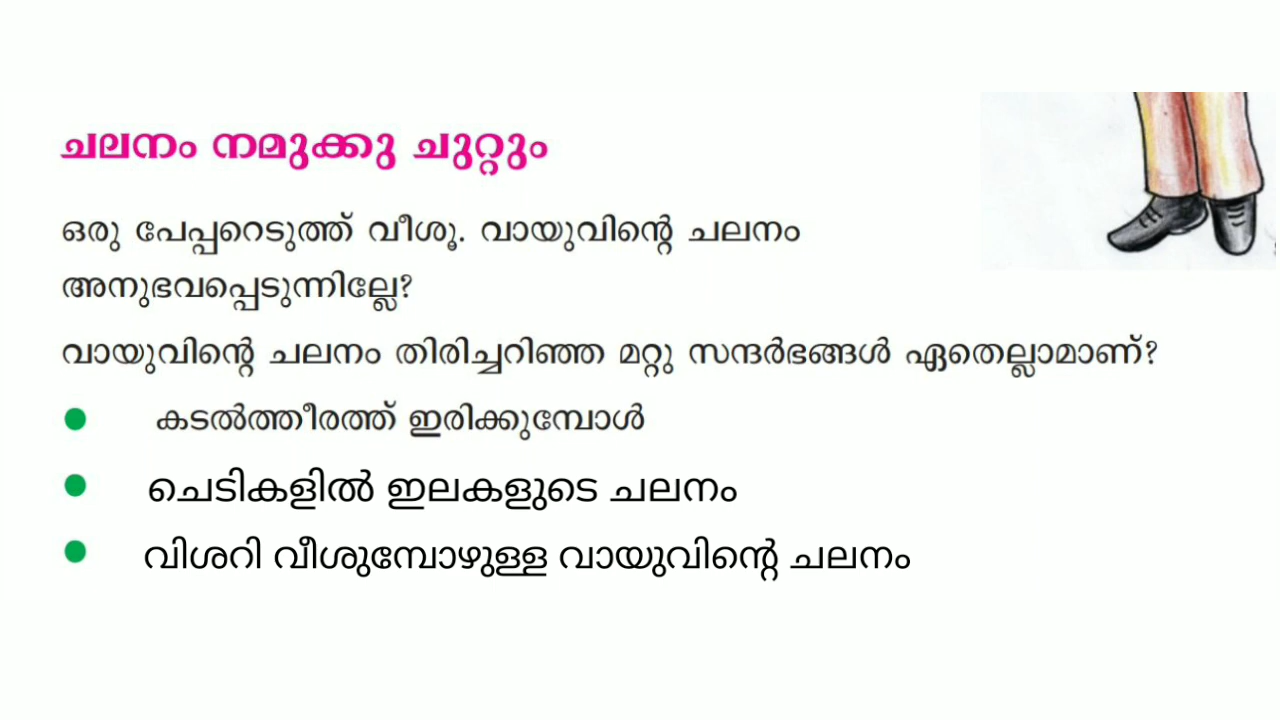 ചലനം നമുക്കു ചുറ്റും
ഒരു പേപ്പറെടുത്ത് വീശൂ. വായുവിന്റെ ചലനം
അനുഭവപ്പെടുന്നില്ലേ?
വായുവിന്റെ ചലനം തിരിച്ചറിഞ്ഞ മറ്റു സന്ദർഭങ്ങൾ ഏതെല്ലാമാണ്?
● കടൽത്തീരത്ത് ഇരിക്കുമ്പോൾ
● ചെടികളിൽ ഇലകളുടെ ചലനം
● വിശറി വീശുമ്പോഴുള്ള വായുവിന്റെ ചലനം